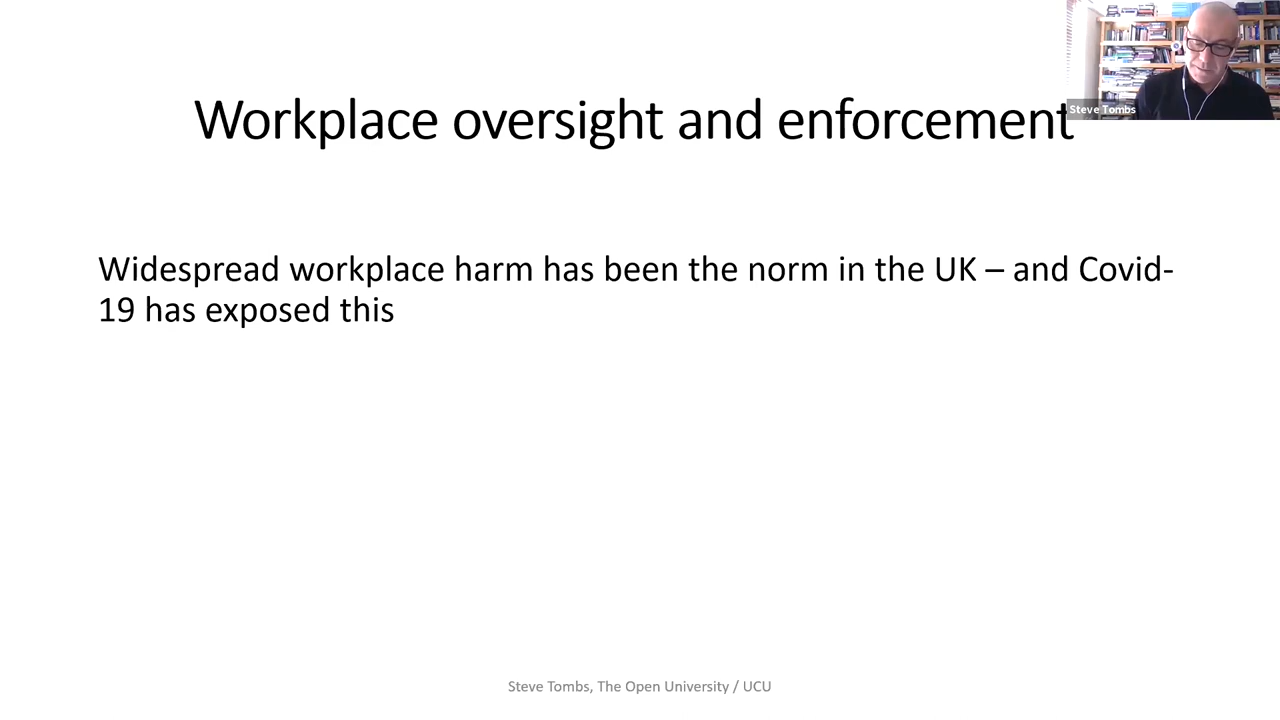 Workplace oversight and enforcement
Steve Tombs
Widespread workplace harm has been the norm in the UK – and Covid-
19 has exposed this
Steve Tombs, The Open University / UCU